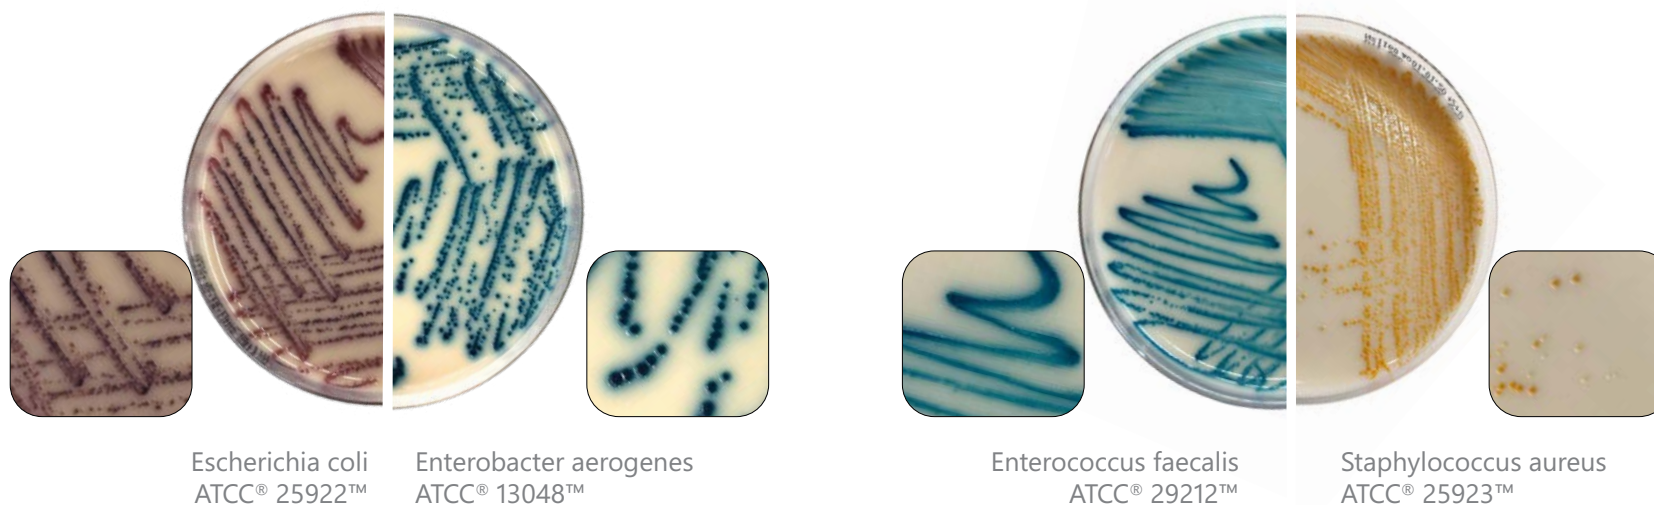 Escherichia coli
ATCC® 25922™
Enterobacter aerogenes
ATCC® 13048™
Enterococcus faecalis
ATCC® 29212™
Staphylococcus aureus
ATCC® 25923™